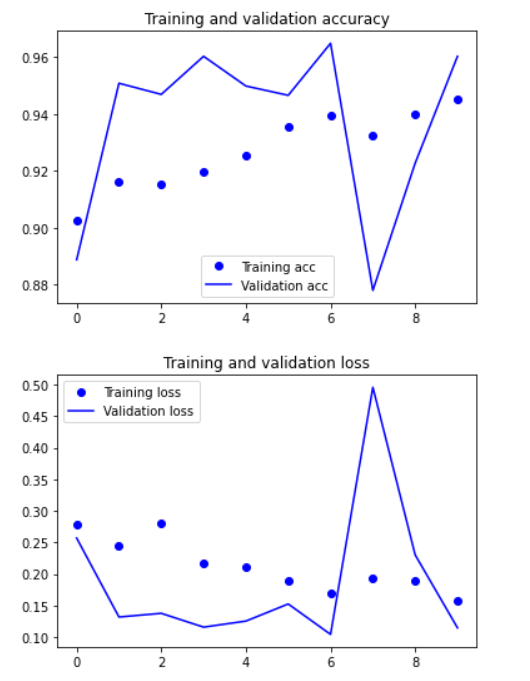 Training and validation accuracy
0.96
0.94
0.92
0.90
0.88
Training acc
Validation acc
0 2 4 6 8
Training and validation loss
0.50
0.45
0.40
0.35
0.30
0.25
0.20
0.15
0.10
Training loss
Validation loss
0 2 4 6 8